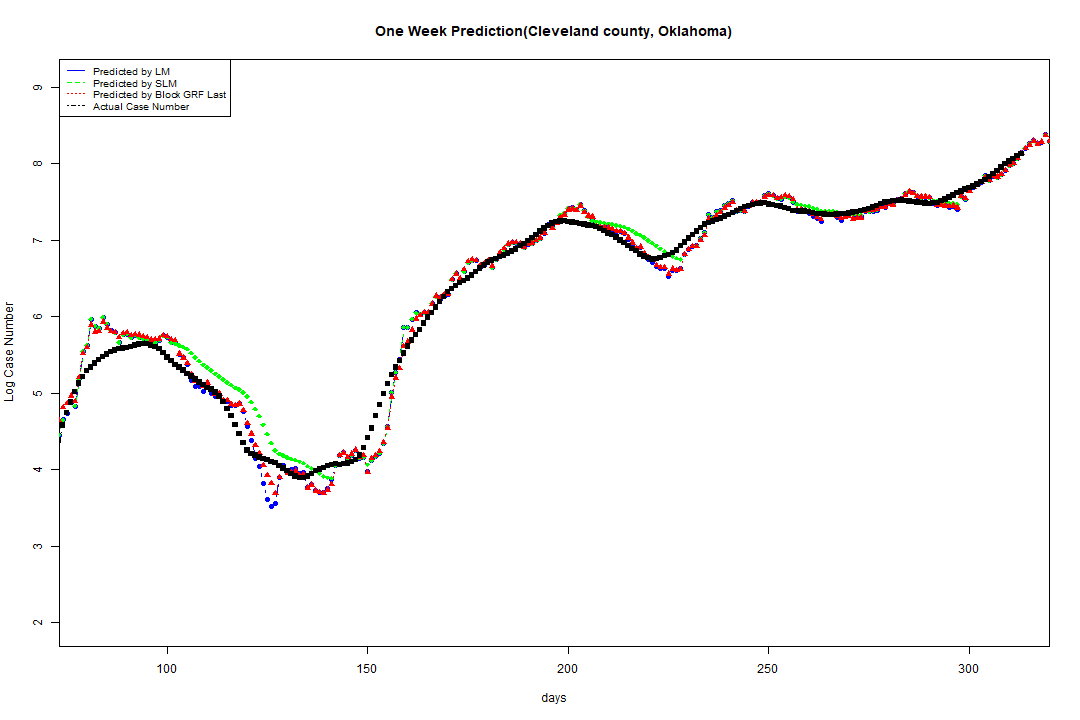 One Week Prediction(Cleveland county, Oklahoma)
Predicted by LM
Predicted by SLM
Predicted by Block GRF Last
Actual Case Number
9
8
7
6
5
4
3
2
Log Case Number
100 150 200 250 300
days